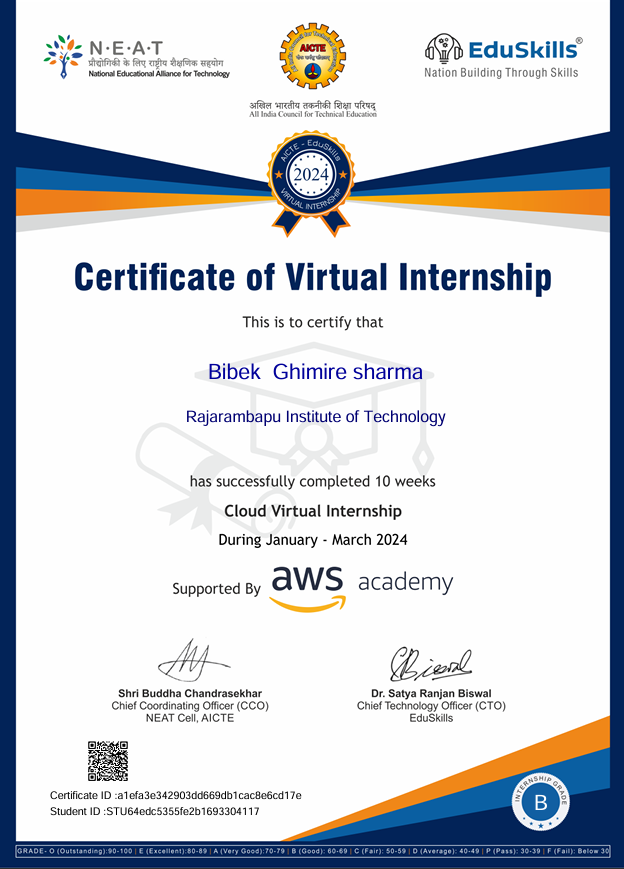 N·E·A·T
प्रौद्योगिकी के लिए राष्ट्रीय शैक्षणिक सहयोग
National Educational Alliance for Technology
AICTE
अखिल भारतीय तकनीकी शिक्षा परिषद्
All India Council for Technical Education
EduSkills®
Nation Building Through Skills
AICTE - EduSkills
2024
VIRTUAL INTERNSHIP
Certificate of Virtual Internship
This is to certify that
Bibek Ghimire sharma
Rajarambapu Institute of Technology
has successfully completed 10 weeks
Cloud Virtual Internship
During January - March 2024
Supported By aws academy
Shri Buddha Chandrasekhar
Chief Coordinating Officer (CCO)
NEAT Cell, AICTE
Biswal
Dr. Satya Ranjan Biswal
Chief Technology Officer (CTO)
EduSkills
Certificate ID :a1efa3e342903dd669db1cac8e6cd17e
Student ID :STU64edc5355fe2b1693304117
INTERNSHIP GRADE
B
GRADE- O (Outstanding):90-100 | E (Excellent):80-89 | A (Very Good):70-79 | B (Good): 60-69 | C (Fair): 50-59 | D (Average): 40-49 | P (Pass): 30-39 | F (Fail): Below 30